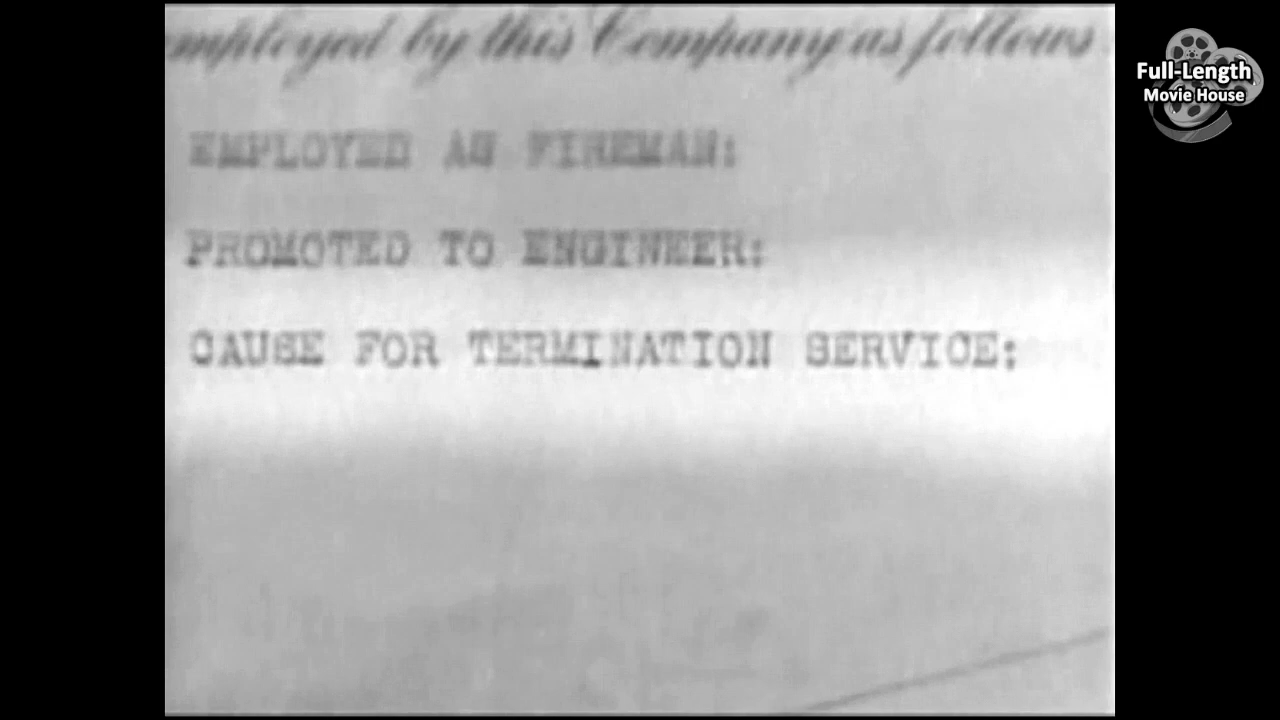 employed by this Company as follows
EMPLOYED AS FIREMAN:
PROMOTED TO ENGINEER:
CAUSE FOR TERMINATION SERVICE:
Full-Length
Movie House